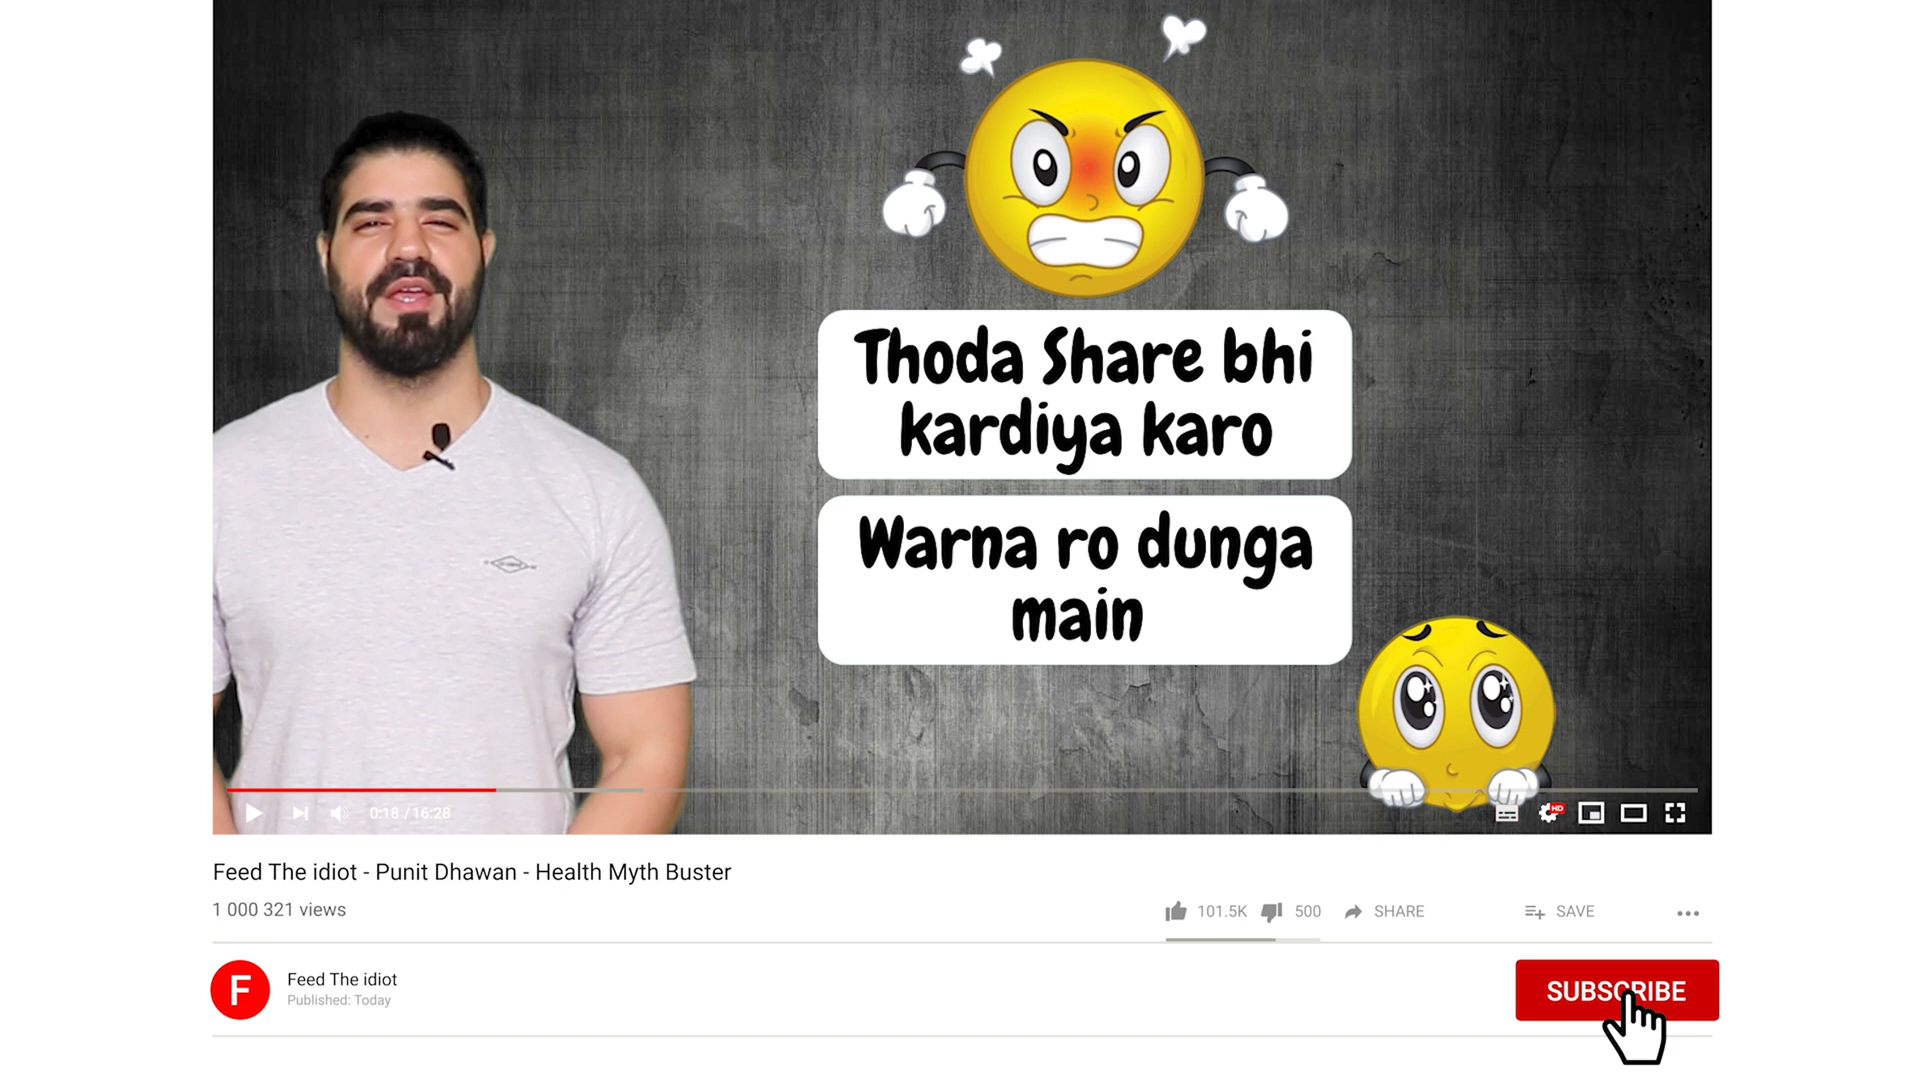 Thoda Share bhi
kardiya karo
Warna ro dunga
main
0:18 / 16:28
HD
Feed The idiot - Punit Dhawan - Health Myth Buster
1 000 321 views
101.5K 500 SHARE SAVE
F
Feed The idiot
Published: Today
SUBSCRIBE